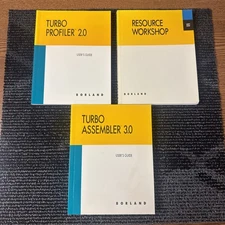 TURBO
PROFILER 2.0
USER'S GUIDE
BORLAND
RESOURCE
WORKSHOP
BORLAND
TURBO
ASSEMBLER 3.0
USER'S GUIDE
BORLAND